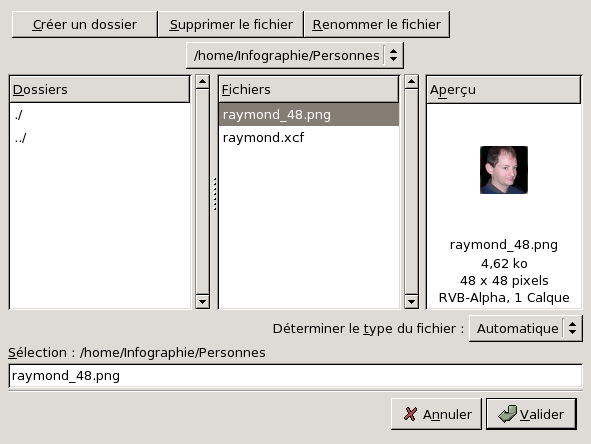 Créer un dossier
Supprimer le fichier
Renommer le fichier
/home/Infographie/Personnes
Dossiers
./
../
Fichiers
raymond_48.png
raymond.xcf
Aperçu
raymond_48.png
4,62 ko
48 x 48 pixels
RVB-Alpha, 1 Calque
Déterminer le type du fichier :
Automatique
Sélection : /home/Infographie/Personnes
raymond_48.png
Annuler
Valider